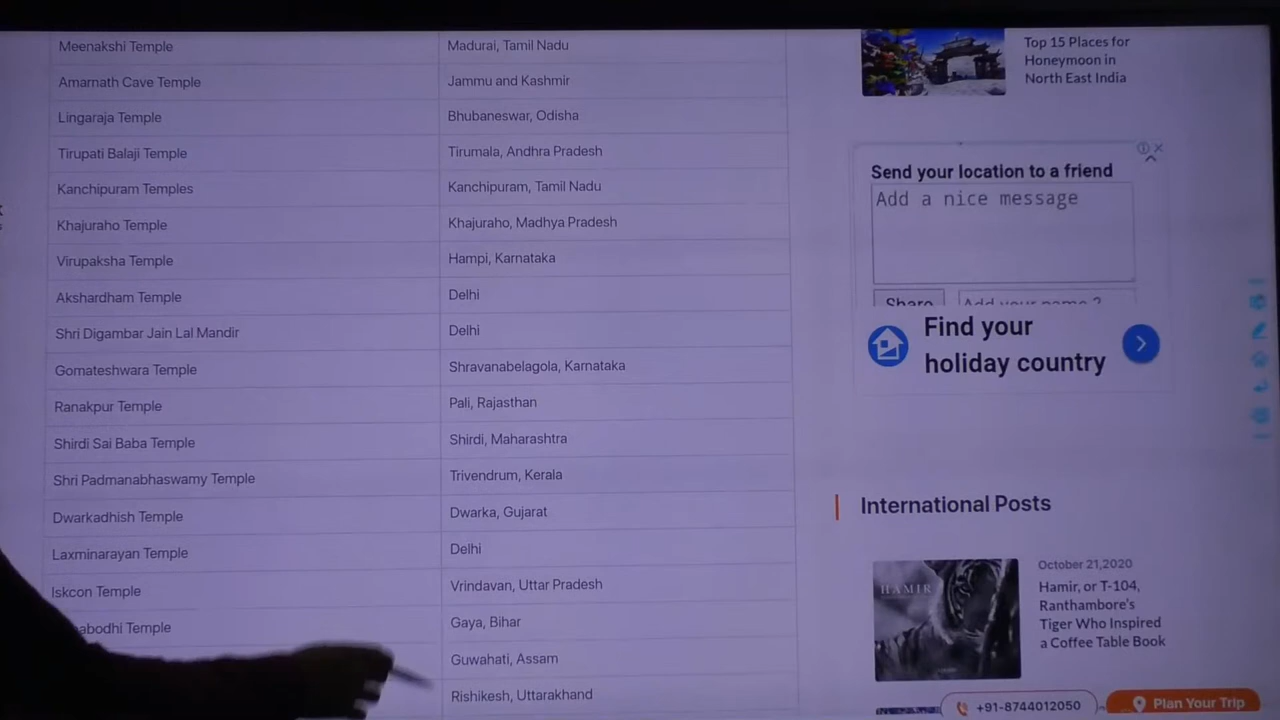 Meenakshi Temple Madurai, Tamil Nadu
Amarnath Cave Temple Jammu and Kashmir
Lingaraja Temple Bhubaneswar, Odisha
Tirupati Balaji Temple Tirumala, Andhra Pradesh
Kanchipuram Temples Kanchipuram, Tamil Nadu
Khajuraho Temple Khajuraho, Madhya Pradesh
Virupaksha Temple Hampi, Karnataka
Akshardham Temple Delhi
Shri Digambar Jain Lal Mandir Delhi
Gomateshwara Temple Shravanabelagola, Karnataka
Ranakpur Temple Pali, Rajasthan
Shirdi Sai Baba Temple Shirdi, Maharashtra
Shri Padmanabhaswamy Temple Trivendrum, Kerala
Dwarkadhish Temple Dwarka, Gujarat
Laxminarayan Temple Delhi
Iskcon Temple Vrindavan, Uttar Pradesh
abodhi Temple Gaya, Bihar
Guwahati, Assam
Rishikesh, Uttarakhand
Top 15 Places for
Honeymoon in
North East India
Send your location to a friend
Add a nice message
Share Add your name ?
Find your
holiday country
International Posts
HAMIR
October 21,2020
Hamir, or T-104,
Ranthambore's
Tiger Who Inspired
a Coffee Table Book
+91-8744012050
Plan Your Trip